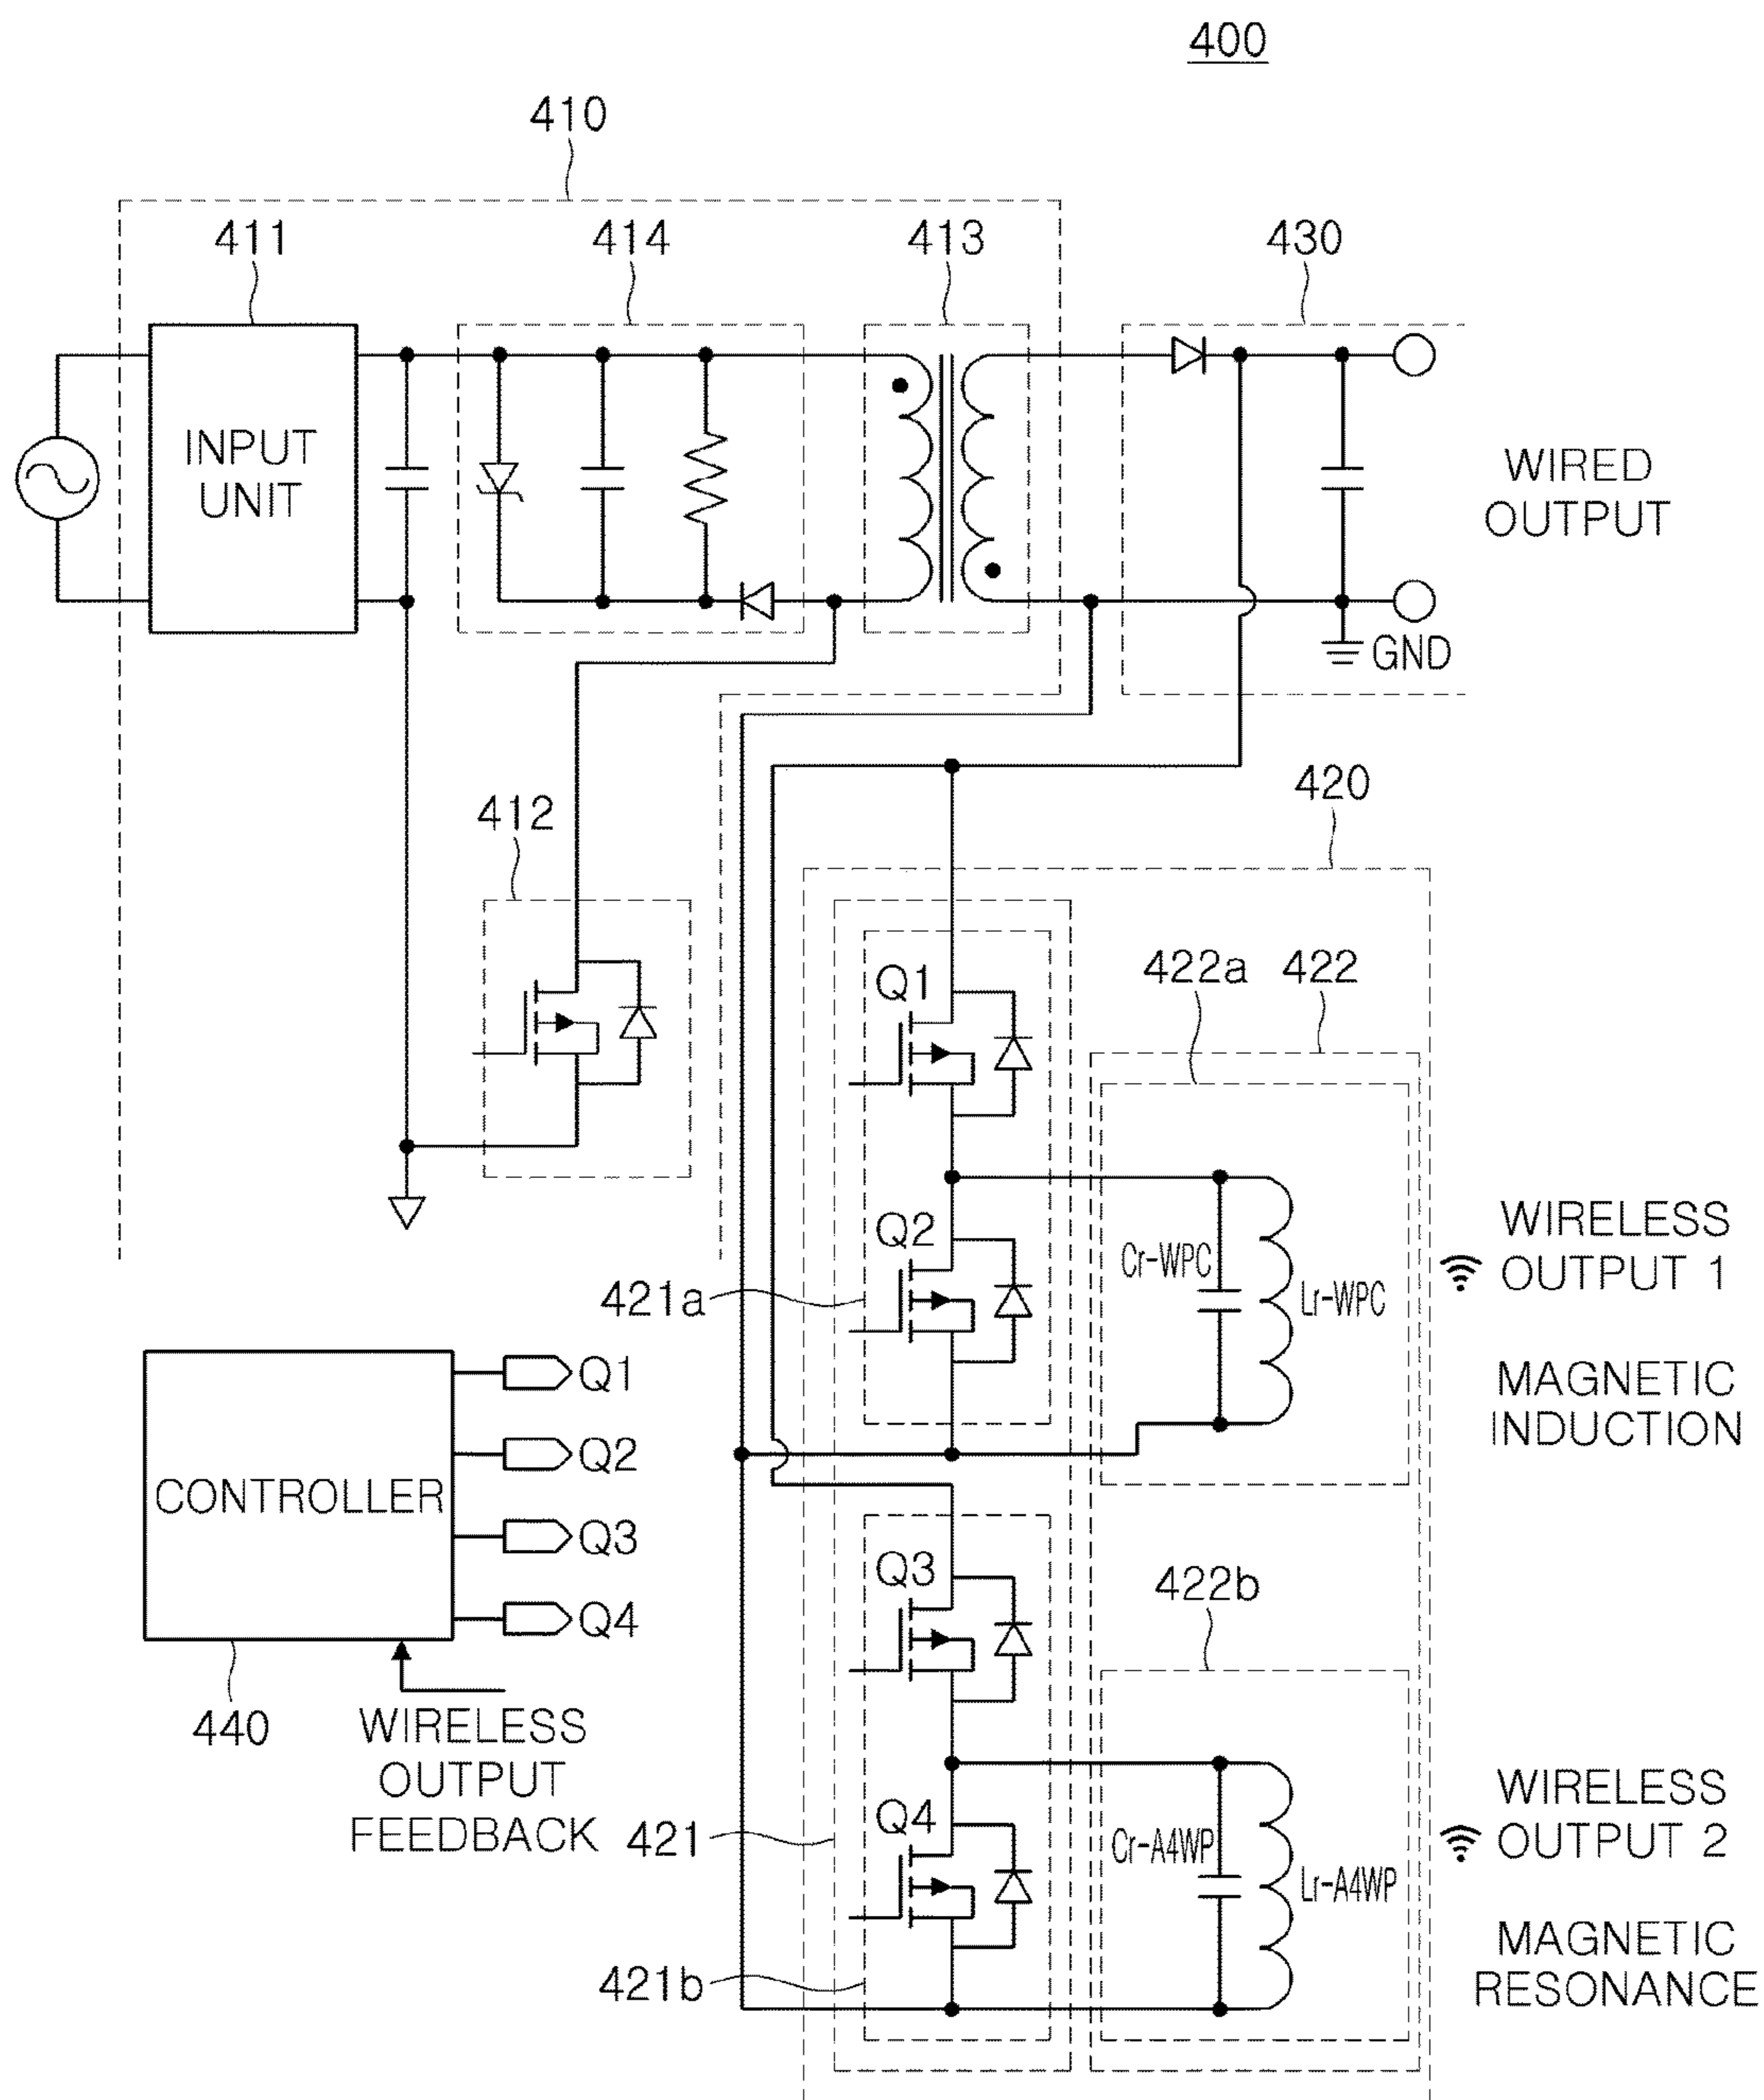 400
410
411
414
413
430
INPUT
UNIT
WIRED
OUTPUT
GND
412
420
Q1
422a
422
Q2
421a
Cr-WPC
Lr-WPC
WIRELESS
OUTPUT 1
MAGNETIC
INDUCTION
CONTROLLER
Q1
Q2
Q3
Q4
440
WIRELESS
OUTPUT
FEEDBACK
Q3
422b
Q4
421
421b
Cr-A4WP
Lr-A4WP
WIRELESS
OUTPUT 2
MAGNETIC
RESONANCE